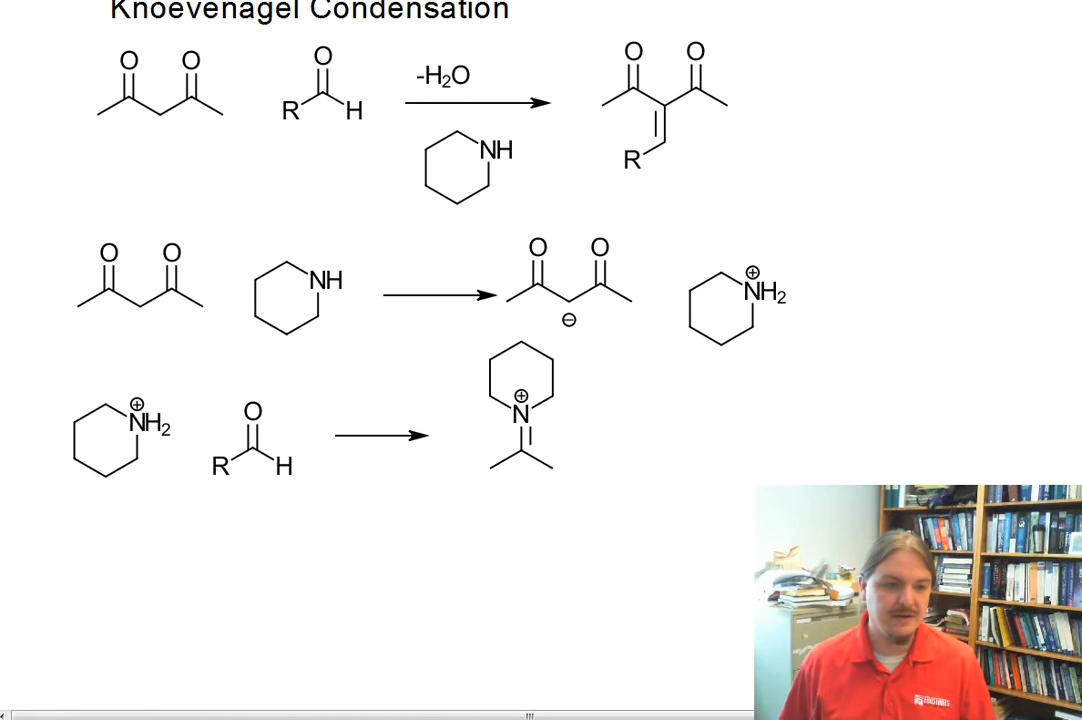 Knoevenagel Condensation
O O O -H₂O O O
R H
NH
R
O O NH O O ⊕
NH₂
⊖
⊕
NH₂ O ⊕
N
R H